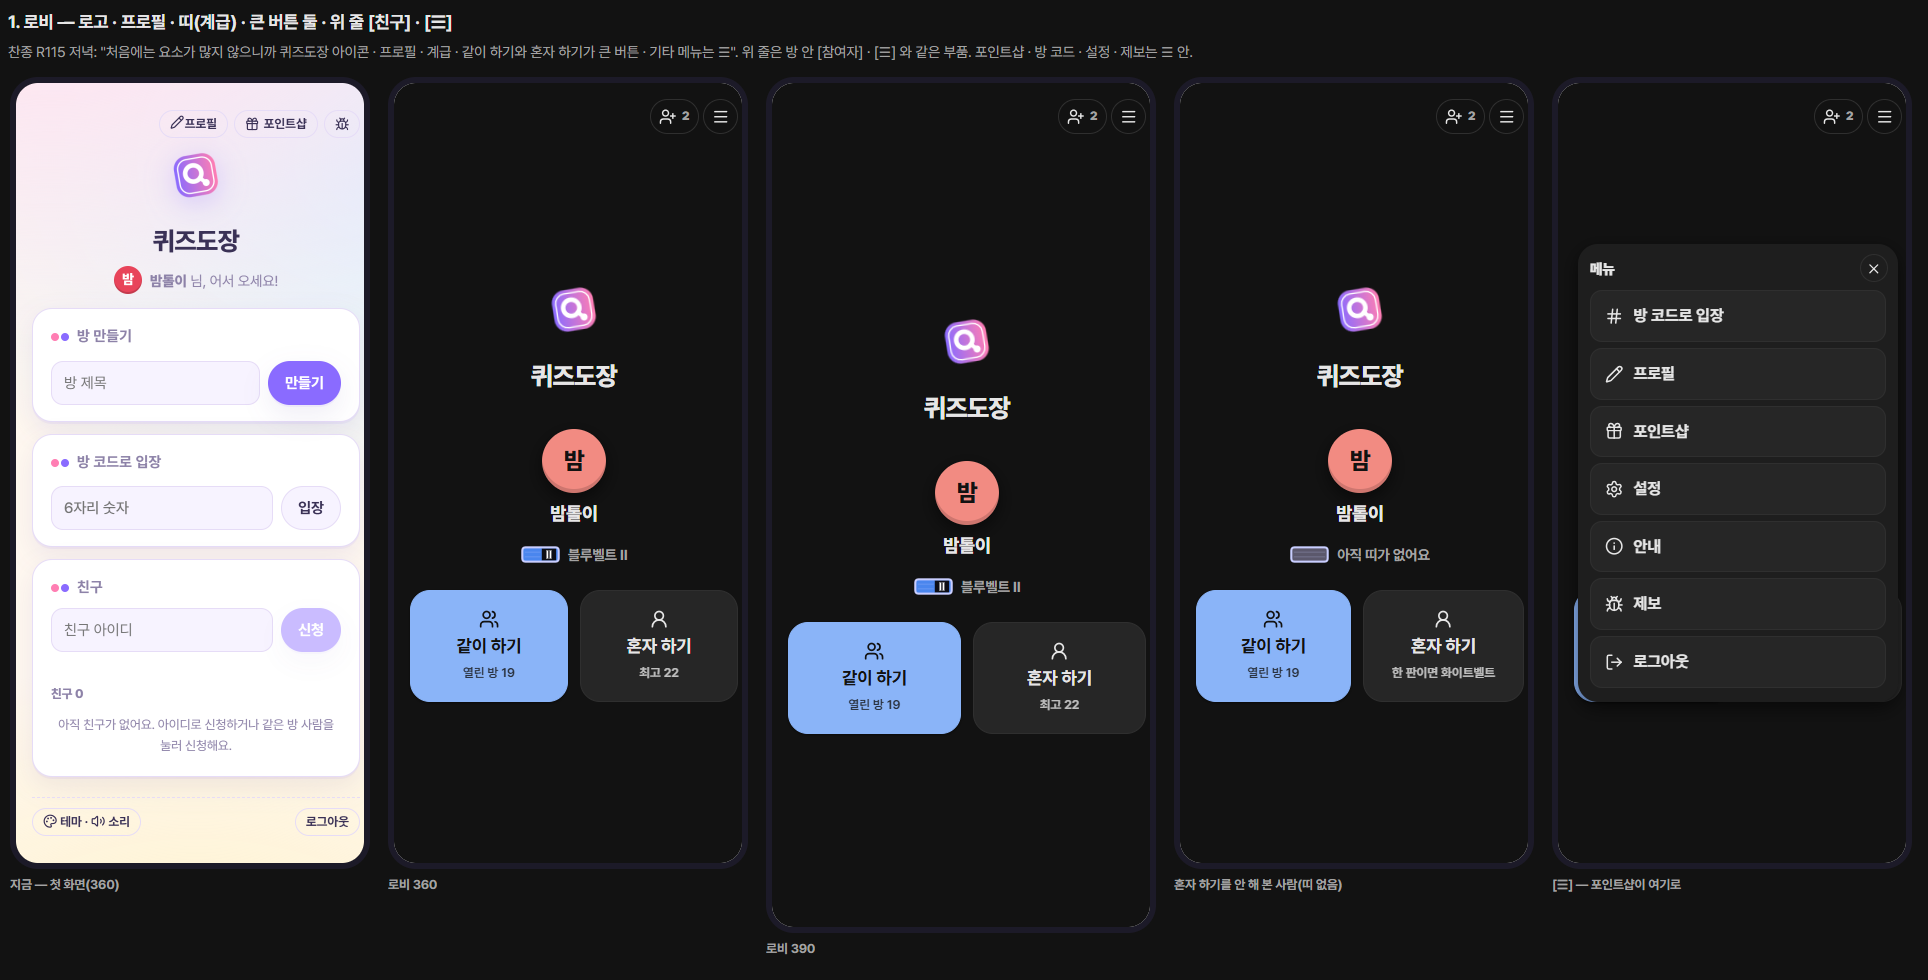 1. 로비 — 로고 · 프로필 · 띠(계급) · 큰 버튼 둘 · 위 줄 [친구] · [☰]
찬종 R115 저녁: "처음에는 요소가 많지 않으니까 퀴즈도장 아이콘 · 프로필 · 계급 · 같이 하기와 혼자 하기가 큰 버튼 · 기타 메뉴는 ☰". 위 줄은 방 안 [참여자] · [☰] 와 같은 부품. 포인트샵 · 방 코드 · 설정 · 제보는 ☰ 안.
프로필
포인트샵
퀴즈도장
밤
밤톨이 님, 어서 오세요!
방 만들기
방 제목
만들기
방 코드로 입장
6자리 숫자
입장
친구
친구 아이디
신청
친구 0
아직 친구가 없어요. 아이디로 신청하거나 같은 방 사람을
눌러 신청해요.
테마 · 소리
로그아웃
지금 — 첫 화면(360)
2
퀴즈도장
밤
밤톨이
II 블루벨트 II
같이 하기
열린 방 19
혼자 하기
최고 22
로비 360
2
퀴즈도장
밤
밤톨이
II 블루벨트 II
같이 하기
열린 방 19
혼자 하기
최고 22
로비 390
2
퀴즈도장
밤
밤톨이
아직 띠가 없어요
같이 하기
열린 방 19
혼자 하기
한 판이면 화이트벨트
혼자 하기를 안 해 본 사람(띠 없음)
2
메뉴
방 코드로 입장
프로필
포인트샵
설정
안내
제보
로그아웃
[☰] — 포인트샵이 여기로